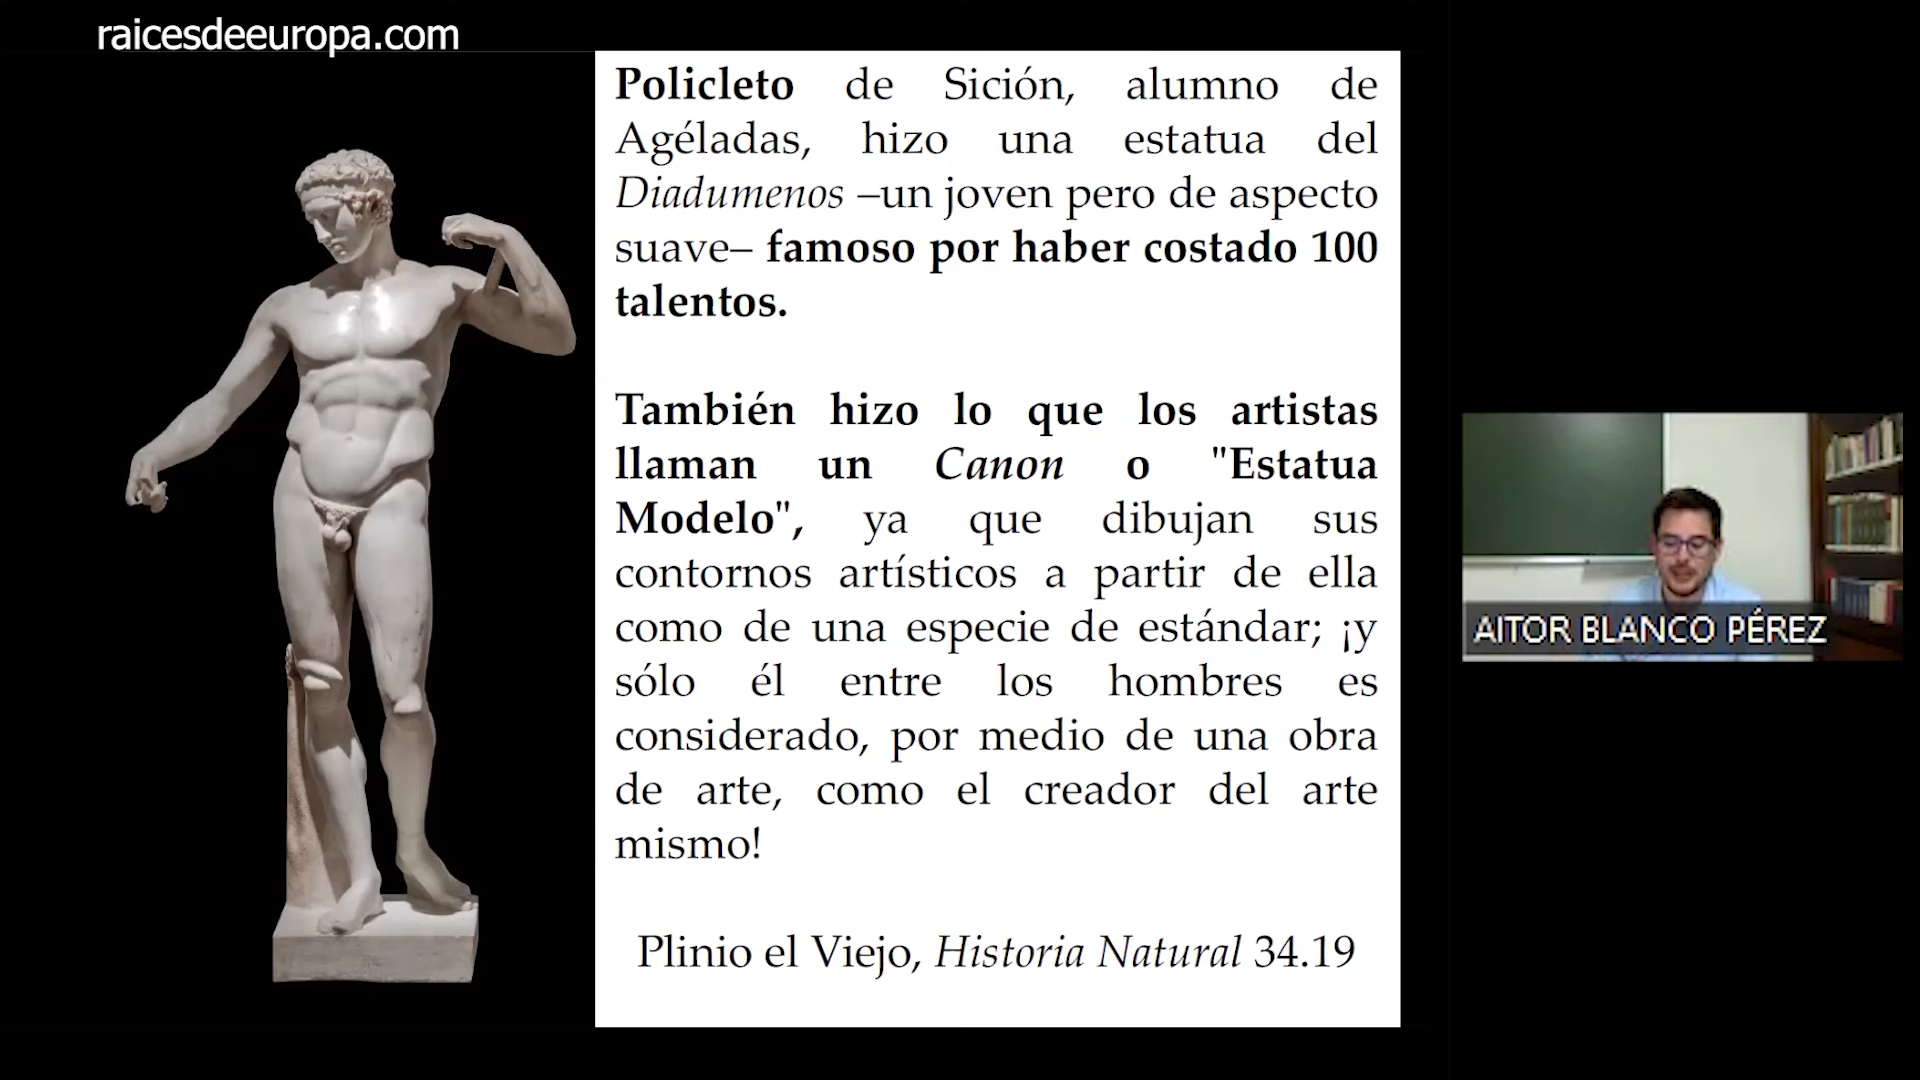 raicesdeeuropa.com
Policleto de Sición, alumno de
Agéladas, hizo una estatua del
Diadumenos –un joven pero de aspecto
suave– famoso por haber costado 100
talentos.
También hizo lo que los artistas
llaman un Canon o "Estatua
Modelo", ya que dibujan sus
contornos artísticos a partir de ella
como de una especie de estándar; ¡y
sólo él entre los hombres es
considerado, por medio de una obra
de arte, como el creador del arte
mismo!
Plinio el Viejo, Historia Natural 34.19
AITOR BLANCO PÉREZ